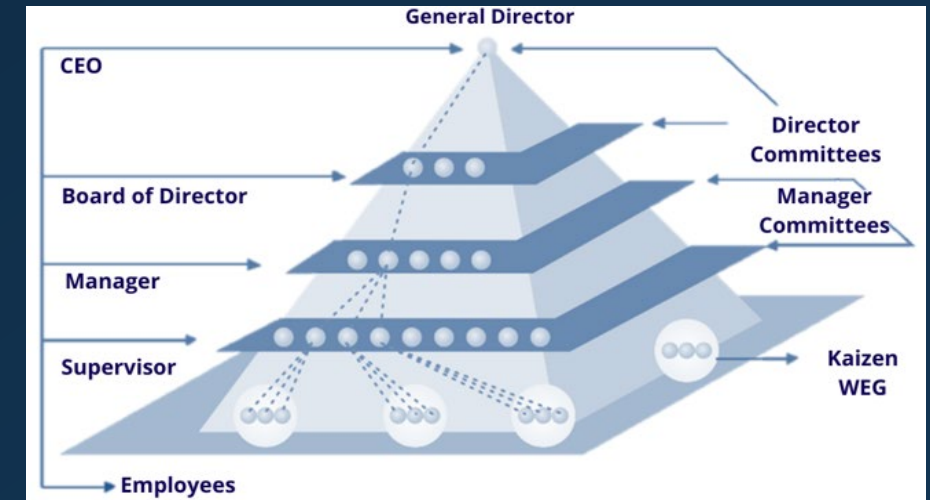 General Director
CEO
Director
Committees
Board of Director
Manager
Committees
Manager
Supervisor
Kaizen
WEG
Employees